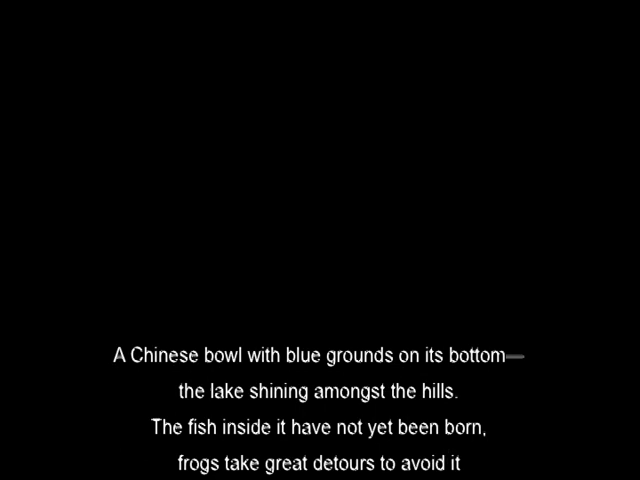 A Chinese bowl with blue grounds on its bottom—
the lake shining amongst the hills.
The fish inside it have not yet been born,
frogs take great detours to avoid it